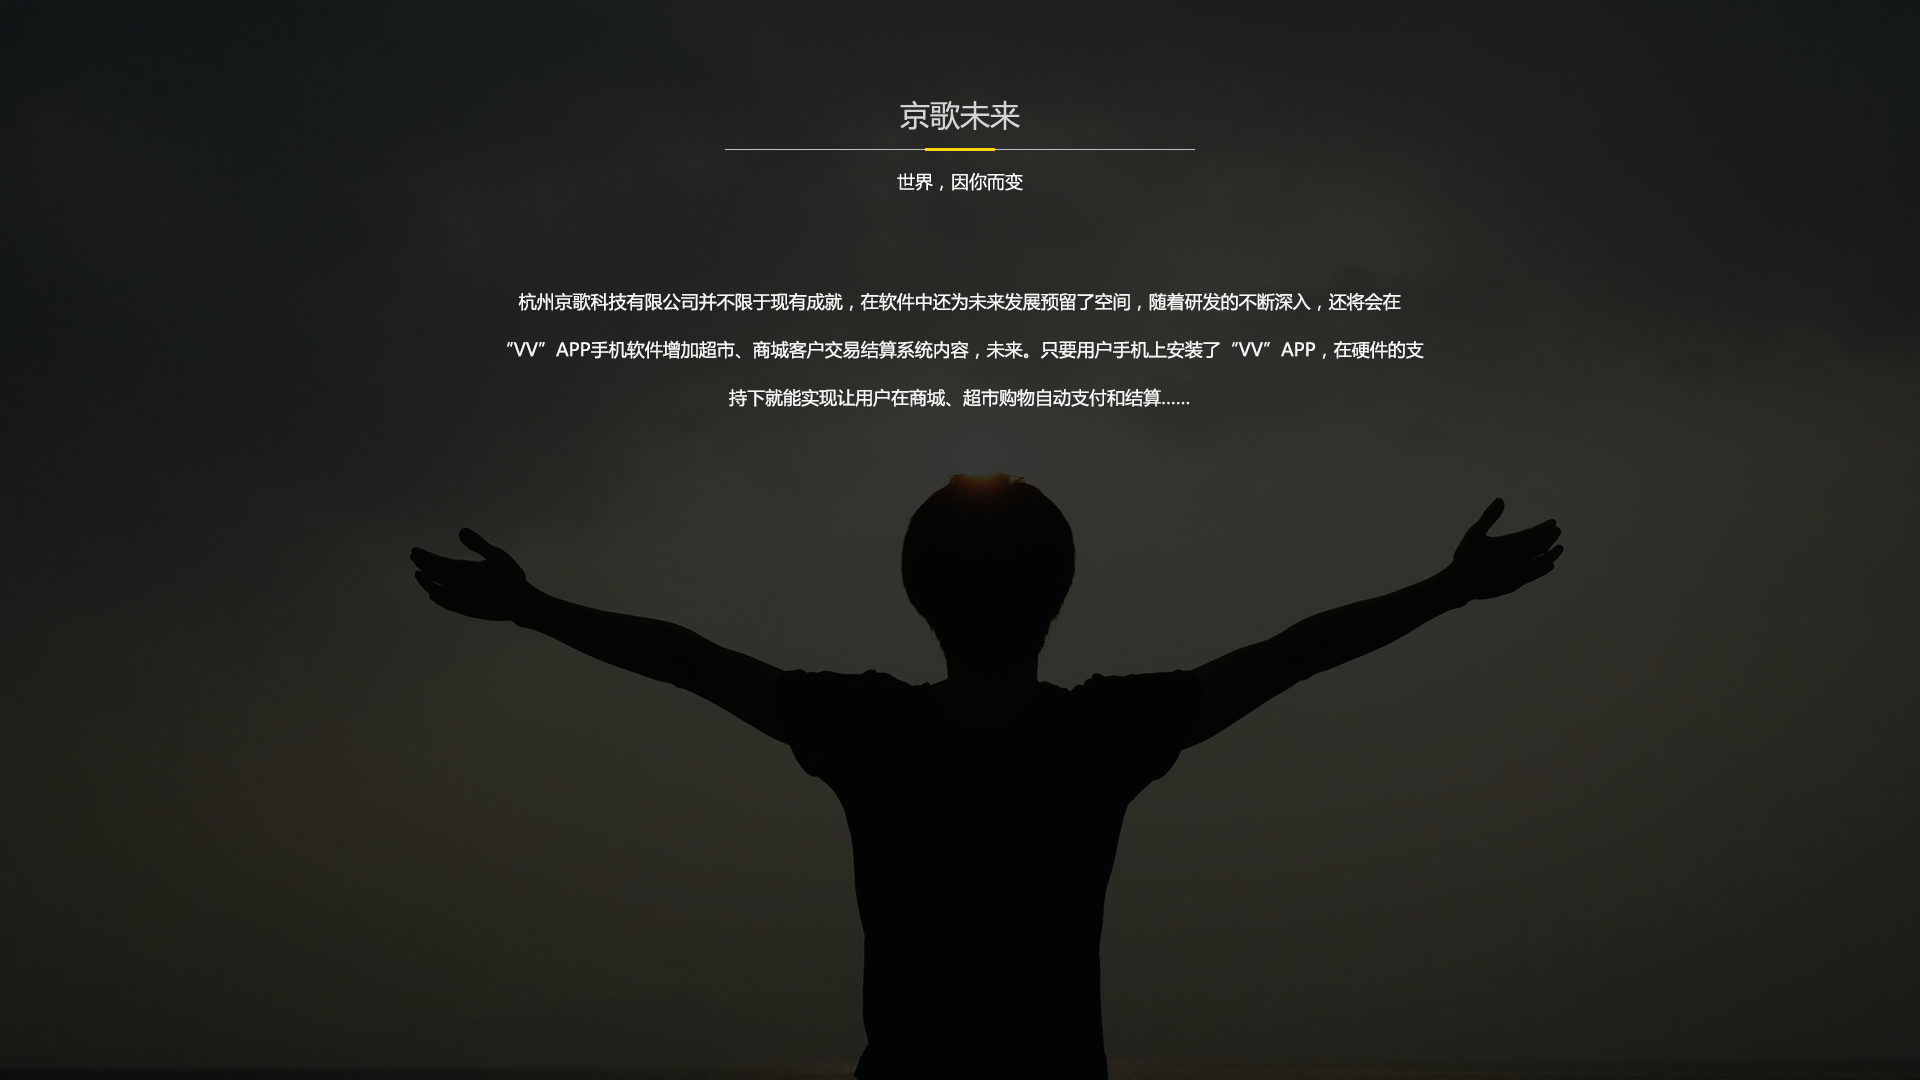 京歌未来
世界，因你而变
杭州京歌科技有限公司并不限于现有成就，在软件中还为未来发展预留了空间，随着研发的不断深入，还将会在
“VV”APP手机软件增加超市、商城客户交易结算系统内容，未来。只要用户手机上安装了“VV”APP，在硬件的支
持下就能实现让用户在商城、超市购物自动支付和结算......